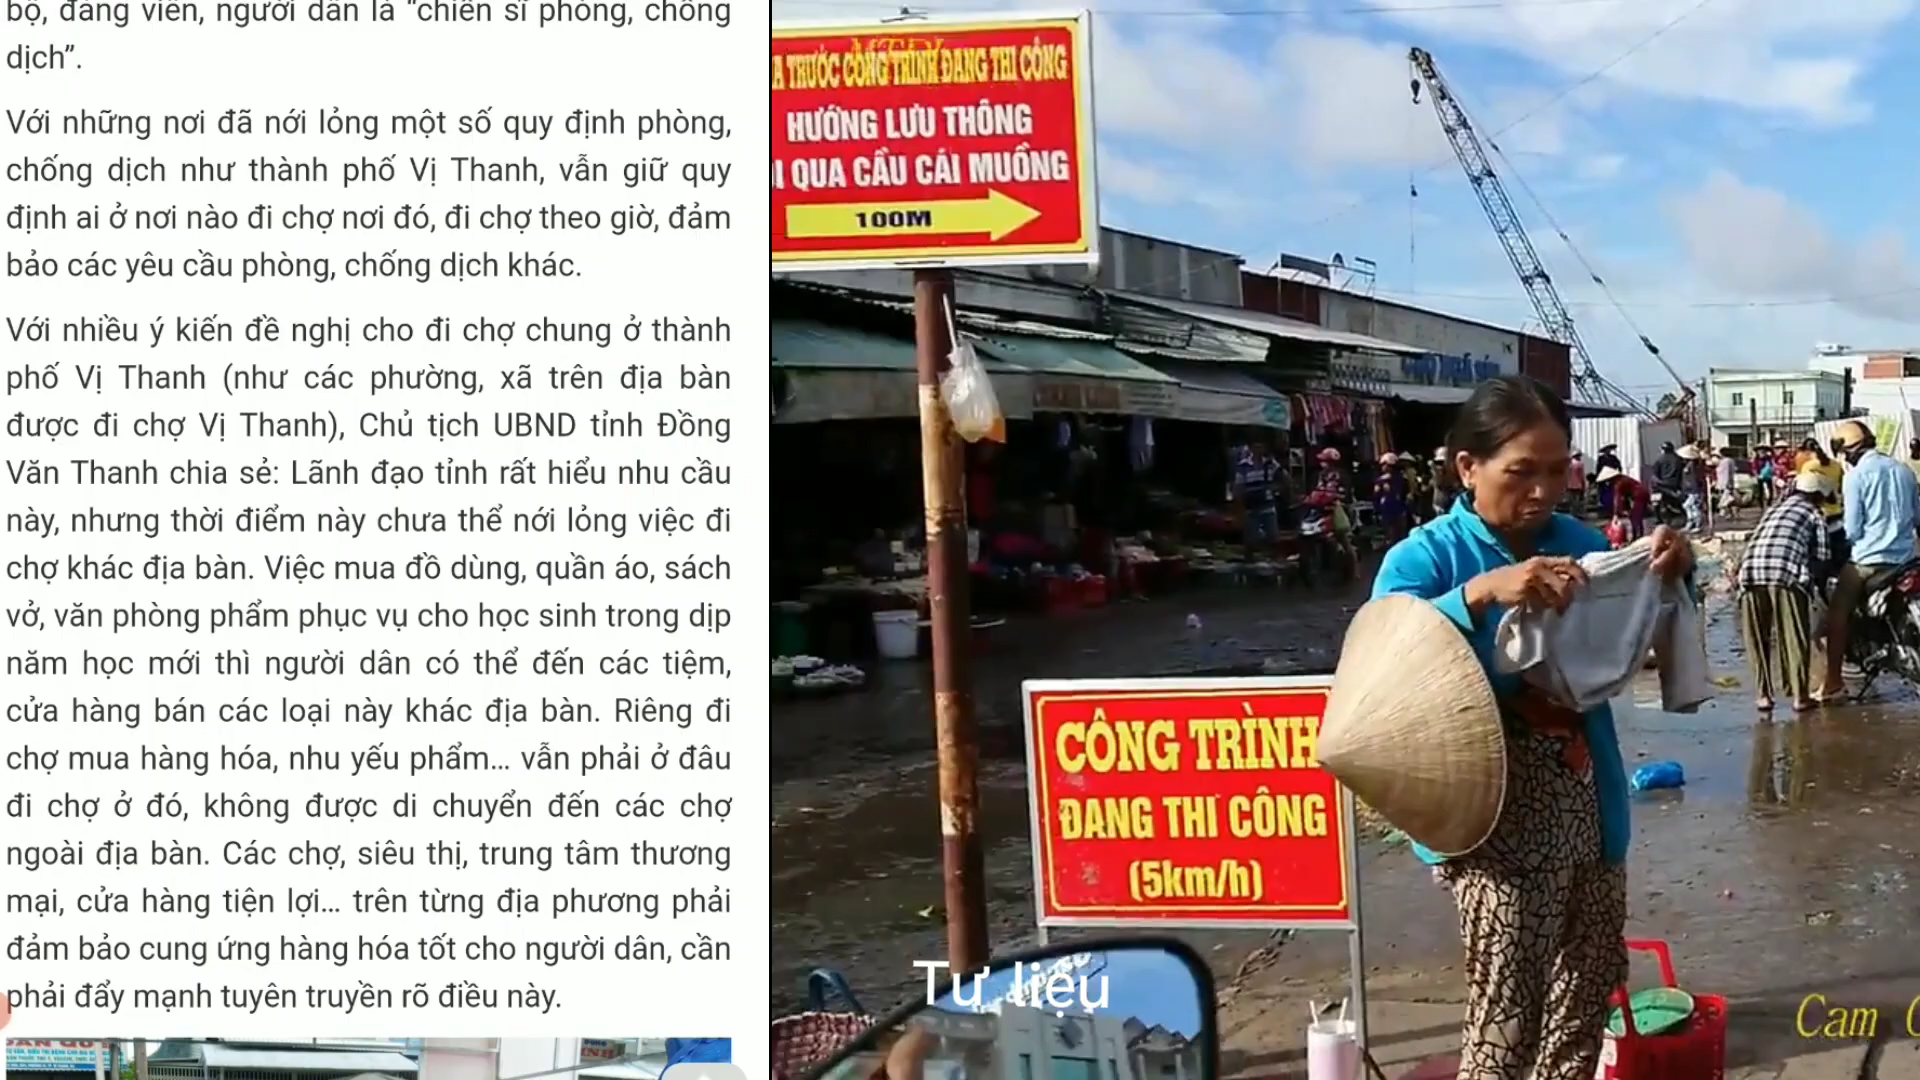 bộ, đảng viên, người dân là “chiến sĩ phòng, chống
dịch”.
Với những nơi đã nới lỏng một số quy định phòng,
chống dịch như thành phố Vị Thanh, vẫn giữ quy
định ai ở nơi nào đi chợ nơi đó, đi chợ theo giờ, đảm
bảo các yêu cầu phòng, chống dịch khác.
Với nhiều ý kiến đề nghị cho đi chợ chung ở thành
phố Vị Thanh (như các phường, xã trên địa bàn
được đi chợ Vị Thanh), Chủ tịch UBND tỉnh Đồng
Văn Thanh chia sẻ: Lãnh đạo tỉnh rất hiểu nhu cầu
này, nhưng thời điểm này chưa thể nới lỏng việc đi
chợ khác địa bàn. Việc mua đồ dùng, quần áo, sách
vở, văn phòng phẩm phục vụ cho học sinh trong dịp
năm học mới thì người dân có thể đến các tiệm,
cửa hàng bán các loại này khác địa bàn. Riêng đi
chợ mua hàng hóa, nhu yếu phẩm... vẫn phải ở đâu
đi chợ ở đó, không được di chuyển đến các chợ
ngoài địa bàn. Các chợ, siêu thị, trung tâm thương
mại, cửa hàng tiện lợi... trên từng địa phương phải
đảm bảo cung ứng hàng hóa tốt cho người dân, cần
phải đẩy mạnh tuyên truyền rõ điều này.
TRƯỚC CÔNG TRÌNH ĐANG THI CÔNG
HƯỚNG LƯU THÔNG
QUA CẦU CÁI MUỒNG
100M
CÔNG TRÌNH
ĐANG THI CÔNG
(5km/h)
Tư liệu
Cam